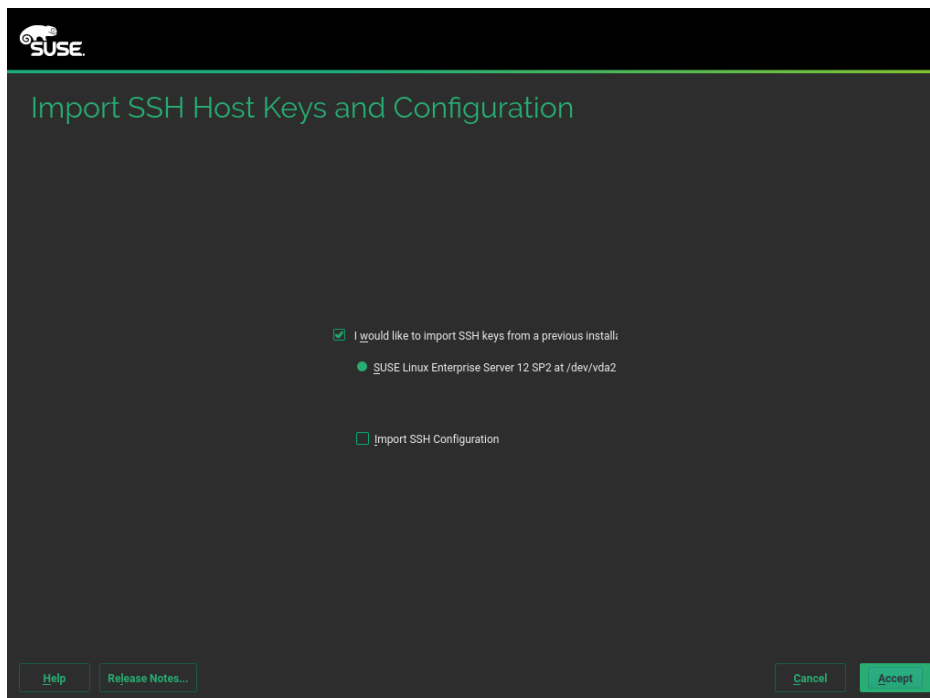 SUSE.
Import SSH Host Keys and Configuration
I would like to import SSH keys from a previous install
SUSE Linux Enterprise Server 12 SP2 at /dev/vda2
Import SSH Configuration
Help
Release Notes...
Cancel
Accept